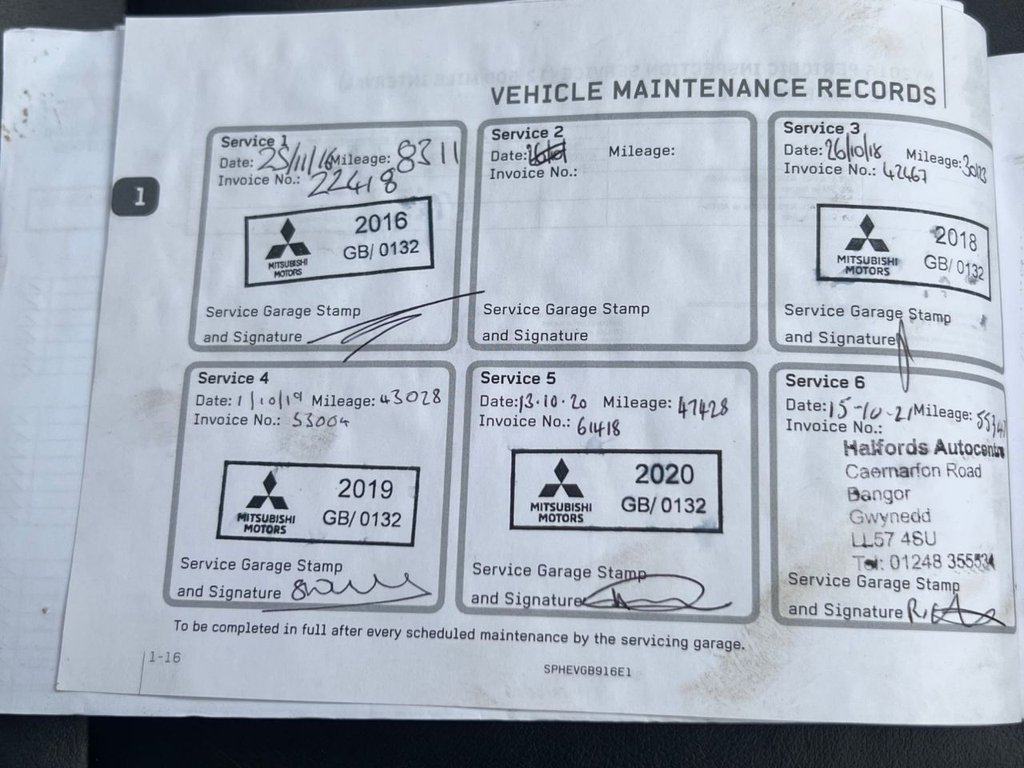 VEHICLE MAINTENANCE RECORDS
1
Service 1
Date: 25/11/16 Mileage: 8311
Invoice No.: 22418
MITSUBISHI
MOTORS
2016
GB/ 0132
Service Garage Stamp
and Signature
Service 2
Date: Mileage:
Invoice No.:
Service Garage Stamp
and Signature
Service 3
Date: 26/10/18 Mileage:
Invoice No.: 42467
MITSUBISHI
MOTORS
2018
GB/ 0132
Service Garage Stamp
and Signature
Service 4
Date: 1/10/19 Mileage: 43028
Invoice No.: 53004
MITSUBISHI
MOTORS
2019
GB/ 0132
Service Garage Stamp
and Signature
Service 5
Date: 13.10.20 Mileage: 47428
Invoice No.: 61418
MITSUBISHI
MOTORS
2020
GB/ 0132
Service Garage Stamp
and Signature
Service 6
Date: 15-10-21 Mileage:
Invoice No.:
Halfords Autocentre
Caernarfon Road
Bangor
Gwynedd
LL57 4SU
Tel: 01248 355534
Service Garage Stamp
and Signature
To be completed in full after every scheduled maintenance by the servicing garage.
1-16
SPHEVGB916E1